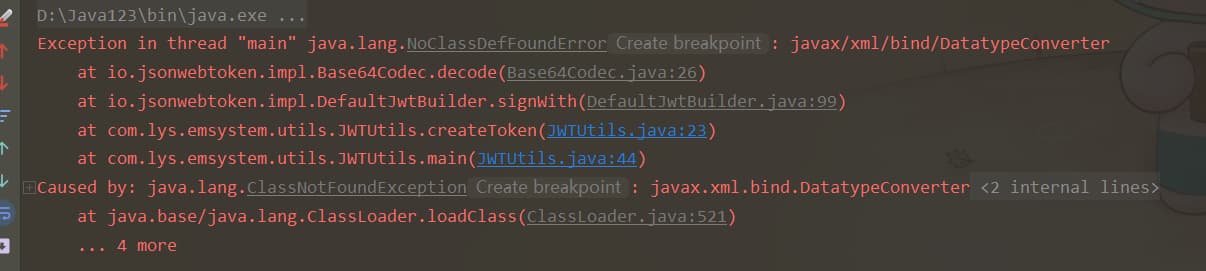 D:\Java123\bin\java.exe ...
Exception in thread "main" java.lang.NoClassDefFoundError Create breakpoint : javax/xml/bind/DatatypeConverter
at io.jsonwebtoken.impl.Base64Codec.decode(Base64Codec.java:26)
at io.jsonwebtoken.impl.DefaultJwtBuilder.signWith(DefaultJwtBuilder.java:99)
at com.lys.emsystem.utils.JWTUtils.createToken(JWTUtils.java:23)
at com.lys.emsystem.utils.JWTUtils.main(JWTUtils.java:44)
Caused by: java.lang.ClassNotFoundException Create breakpoint : javax.xml.bind.DatatypeConverter <2 internal lines>
at java.base/java.lang.ClassLoader.loadClass(ClassLoader.java:521)
... 4 more